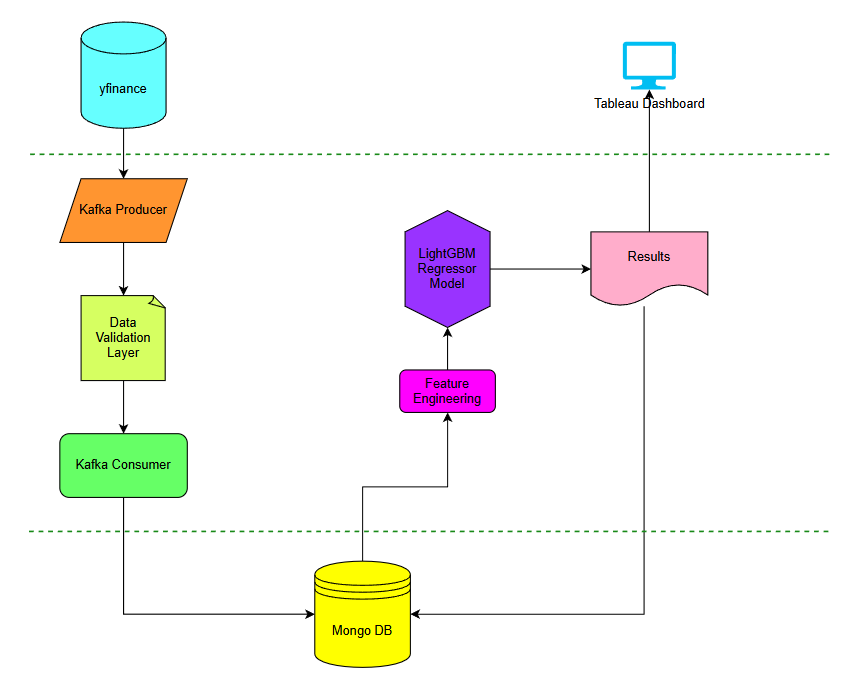 yfinance
Tableau Dashboard
Kafka Producer
LightGBM
Regressor
Model
Results
Data
Validation
Layer
Feature
Engineering
Kafka Consumer
Mongo DB